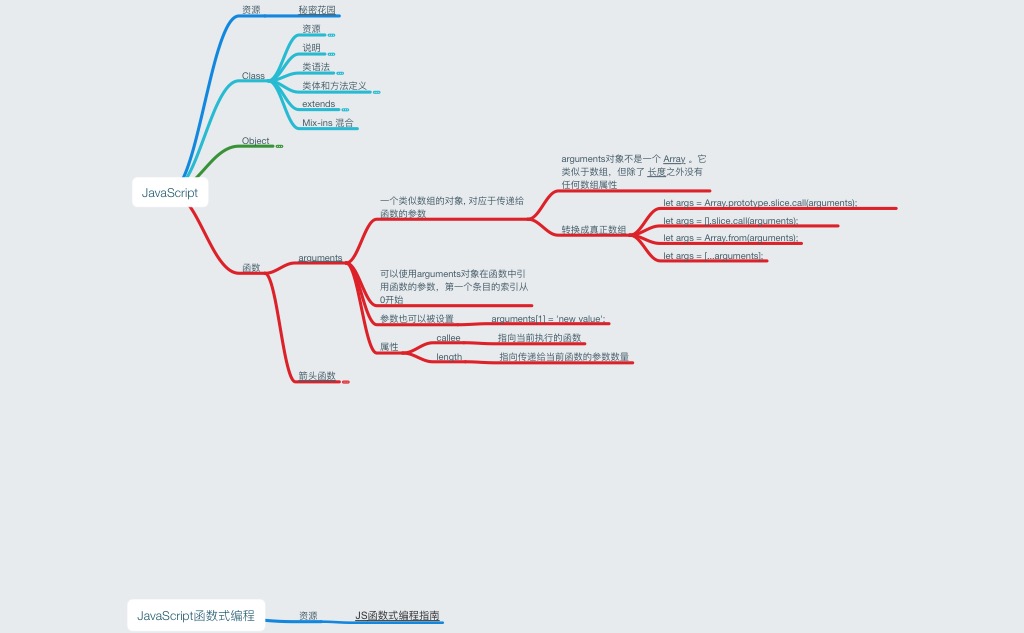 资源
秘密花园
资源
说明
Class
类语法
类体和方法定义
extends
Mix-ins 混合
Object
JavaScript
arguments对象不是一个 Array 。它
类似于数组，但除了 长度之外没有
任何数组属性
一个类似数组的对象, 对应于传递给
函数的参数
转换成真正数组
let args = Array.prototype.slice.call(arguments);
let args = [].slice.call(arguments);
let args = Array.from(arguments);
let args = [...arguments];
函数
arguments
可以使用arguments对象在函数中引
用函数的参数，第一个条目的索引从
0开始
参数也可以被设置
arguments[1] = 'new value';
属性
callee
指向当前执行的函数
length
指向传递给当前函数的参数数量
箭头函数
JavaScript函数式编程
资源
JS函数式编程指南